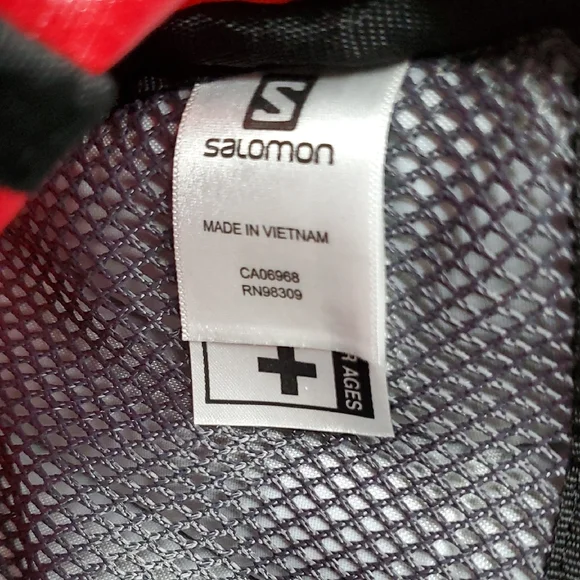 S
salomon
MADE IN VIETNAM
CA06968
RN98309
AGES